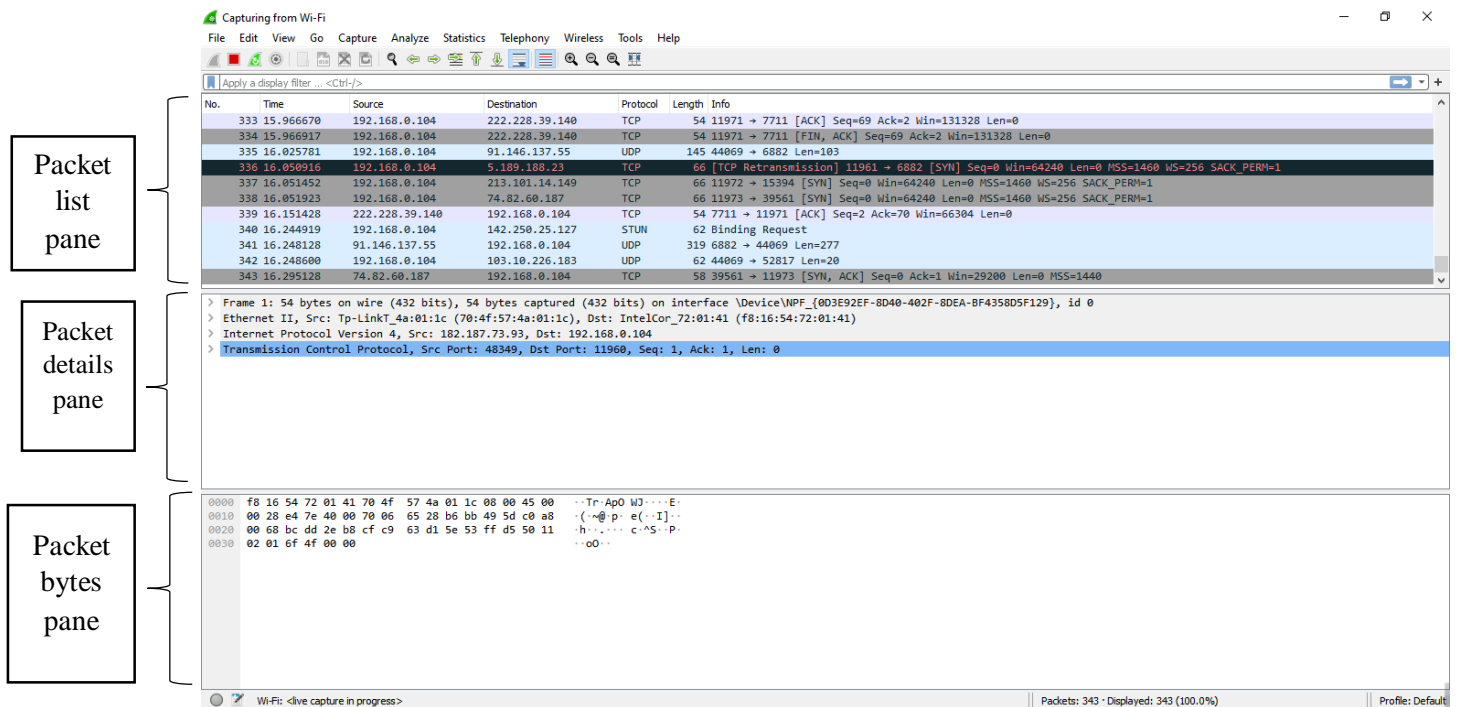 Capturing from Wi-Fi
File Edit View Go Capture Analyze Statistics Telephony Wireless Tools Help
Apply a display filter ... <Ctrl-/>
+
No. Time Source Destination Protocol Length Info
333 15.966670 192.168.0.104 222.228.39.140 TCP 54 11971 → 7711 [ACK] Seq=69 Ack=2 Win=131328 Len=0
334 15.966917 192.168.0.104 222.228.39.140 TCP 54 11971 → 7711 [FIN, ACK] Seq=69 Ack=2 Win=131328 Len=0
335 16.025781 192.168.0.104 91.146.137.55 UDP 145 44069 → 6882 Len=103
336 16.050916 192.168.0.104 5.189.188.23 TCP 66 [TCP Retransmission] 11961 → 6882 [SYN] Seq=0 Win=64240 Len=0 MSS=1460 WS=256 SACK_PERM=1
337 16.051452 192.168.0.104 213.101.14.149 TCP 66 11972 → 15394 [SYN] Seq=0 Win=64240 Len=0 MSS=1460 WS=256 SACK_PERM=1
338 16.051923 192.168.0.104 74.82.60.187 TCP 66 11973 → 39561 [SYN] Seq=0 Win=64240 Len=0 MSS=1460 WS=256 SACK_PERM=1
339 16.151428 222.228.39.140 192.168.0.104 TCP 54 7711 → 11971 [ACK] Seq=2 Ack=70 Win=66304 Len=0
340 16.244919 192.168.0.104 142.250.25.127 STUN 62 Binding Request
341 16.248128 91.146.137.55 192.168.0.104 UDP 319 6882 → 44069 Len=277
342 16.248600 192.168.0.104 103.10.226.183 UDP 62 44069 → 52817 Len=20
343 16.295128 74.82.60.187 192.168.0.104 TCP 58 39561 → 11973 [SYN, ACK] Seq=0 Ack=1 Win=29200 Len=0 MSS=1440
Packet
list
pane
> Frame 1: 54 bytes on wire (432 bits), 54 bytes captured (432 bits) on interface \Device\NPF_{0D3E92EF-8D40-402F-8DEA-BF4358D5F129}, id 0
> Ethernet II, Src: Tp-LinkT_4a:01:1c (70:4f:57:4a:01:1c), Dst: IntelCor_72:01:41 (f8:16:54:72:01:41)
> Internet Protocol Version 4, Src: 182.187.73.93, Dst: 192.168.0.104
> Transmission Control Protocol, Src Port: 48349, Dst Port: 11960, Seq: 1, Ack: 1, Len: 0
Packet
details
pane
0000 f8 16 54 72 01 41 70 4f 57 4a 01 1c 08 00 45 00 ··Tr·ApO WJ····E·
0010 00 28 e4 7e 40 00 70 06 65 28 b6 bb 49 5d c0 a8 ·(·~@·p· e(··I]··
0020 00 68 bc dd 2e b8 cf c9 63 d1 5e 53 ff d5 50 11 ·h··.··· c·^S··P·
0030 02 01 6f 4f 00 00 ··oO··
Packet
bytes
pane
Wi-Fi: <live capture in progress> Packets: 343 · Displayed: 343 (100.0%) Profile: Default